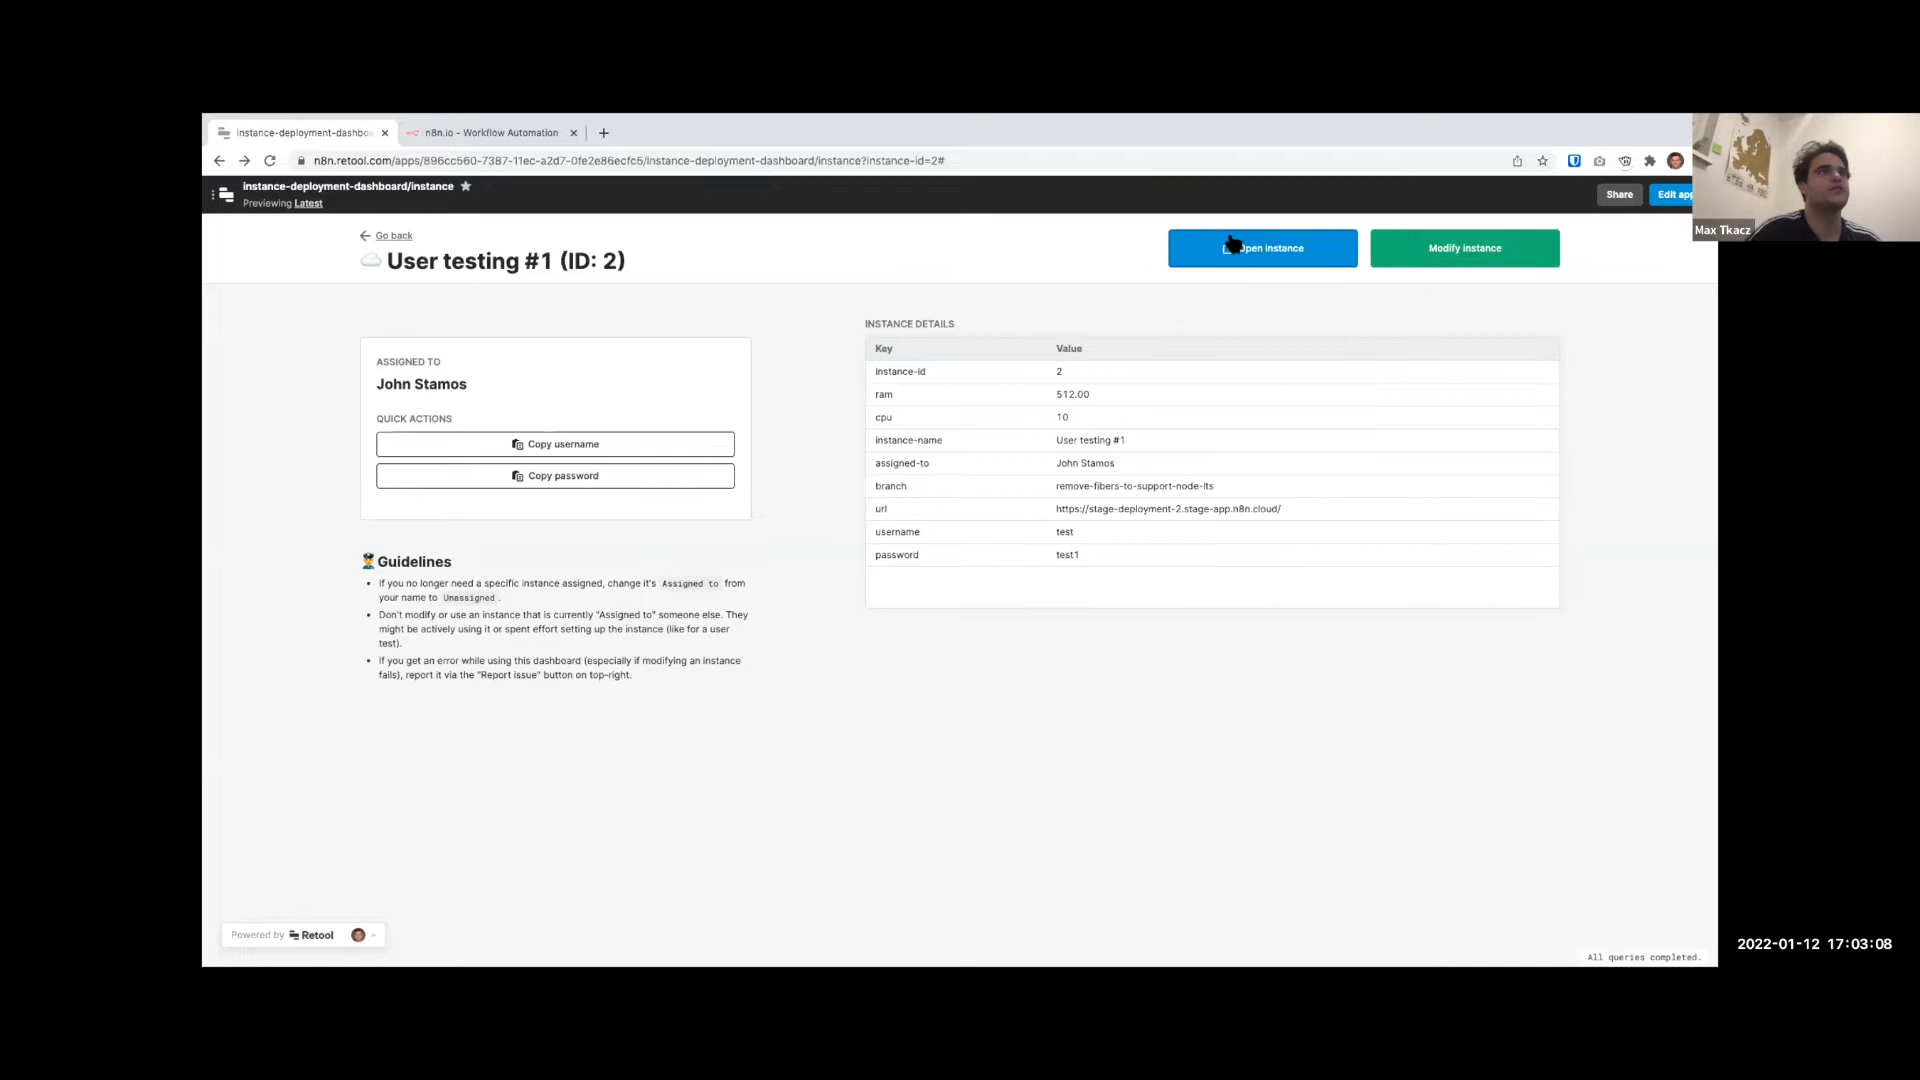 instance-deployment-dashboa
n8n.io - Workflow Automation
n8n.retool.com/apps/896cc560-7387-11ec-a2d7-0fe2e86ecfc5/instance-deployment-dashboard/instance?instance-id=2#
instance-deployment-dashboard/instance
Previewing Latest
Share
Edit app
Max Tkacz
Go back
User testing #1 (ID: 2)
Open instance
Modify instance
ASSIGNED TO
John Stamos
QUICK ACTIONS
Copy username
Copy password
Guidelines
If you no longer need a specific instance assigned, change it's Assigned to from
your name to Unassigned.
Don't modify or use an instance that is currently "Assigned to" someone else. They
might be actively using it or spent effort setting up the instance (like for a user
test).
If you get an error while using this dashboard (especially if modifying an instance
fails), report it via the "Report issue" button on top-right.
INSTANCE DETAILS
Key Value
instance-id 2
ram 512.00
cpu 10
instance-name User testing #1
assigned-to John Stamos
branch remove-fibers-to-support-node-lts
url https://stage-deployment-2.stage-app.n8n.cloud/
username test
password test1
Powered by Retool
All queries completed.
2022-01-12 17:03:08